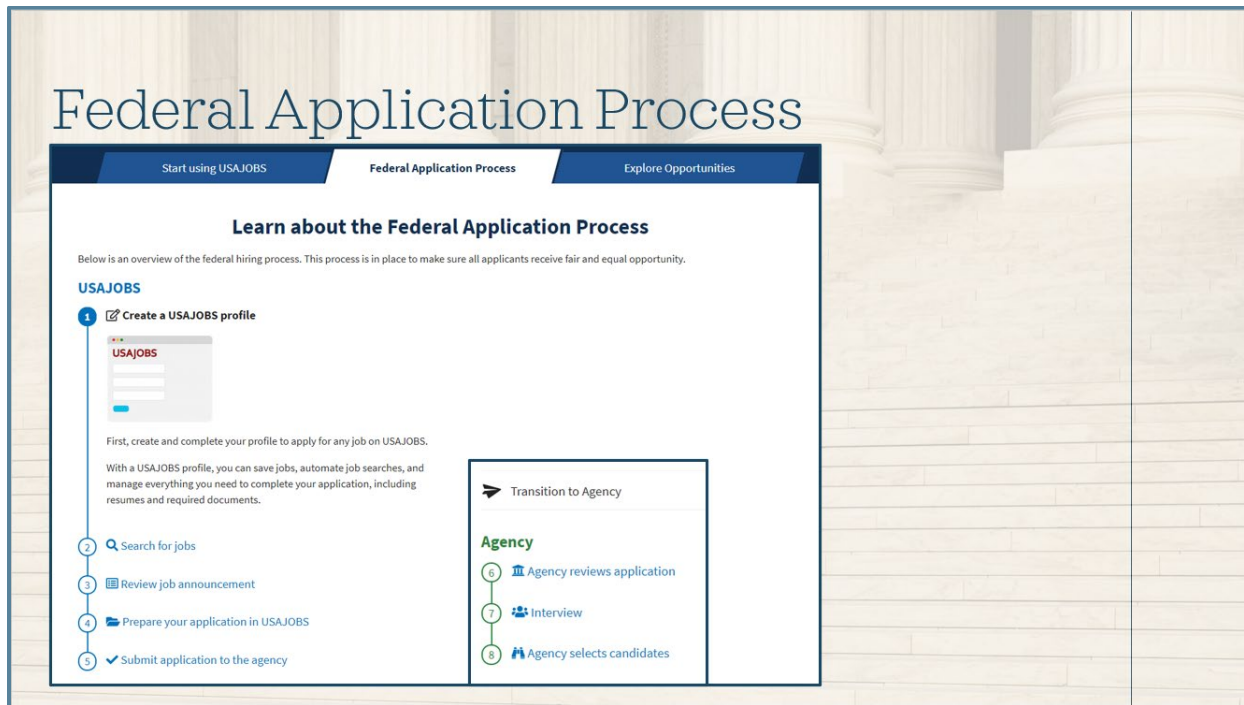 Federal Application Process
Start using USAJOBS
Federal Application Process
Explore Opportunities
Learn about the Federal Application Process
Below is an overview of the federal hiring process. This process is in place to make sure all applicants receive fair and equal opportunity.
USAJOBS
1 Create a USAJOBS profile
USAJOBS
First, create and complete your profile to apply for any job on USAJOBS.
With a USAJOBS profile, you can save jobs, automate job searches, and
manage everything you need to complete your application, including
resumes and required documents.
2 Search for jobs
3 Review job announcement
4 Prepare your application in USAJOBS
5 Submit application to the agency
Transition to Agency
Agency
6 Agency reviews application
7 Interview
8 Agency selects candidates